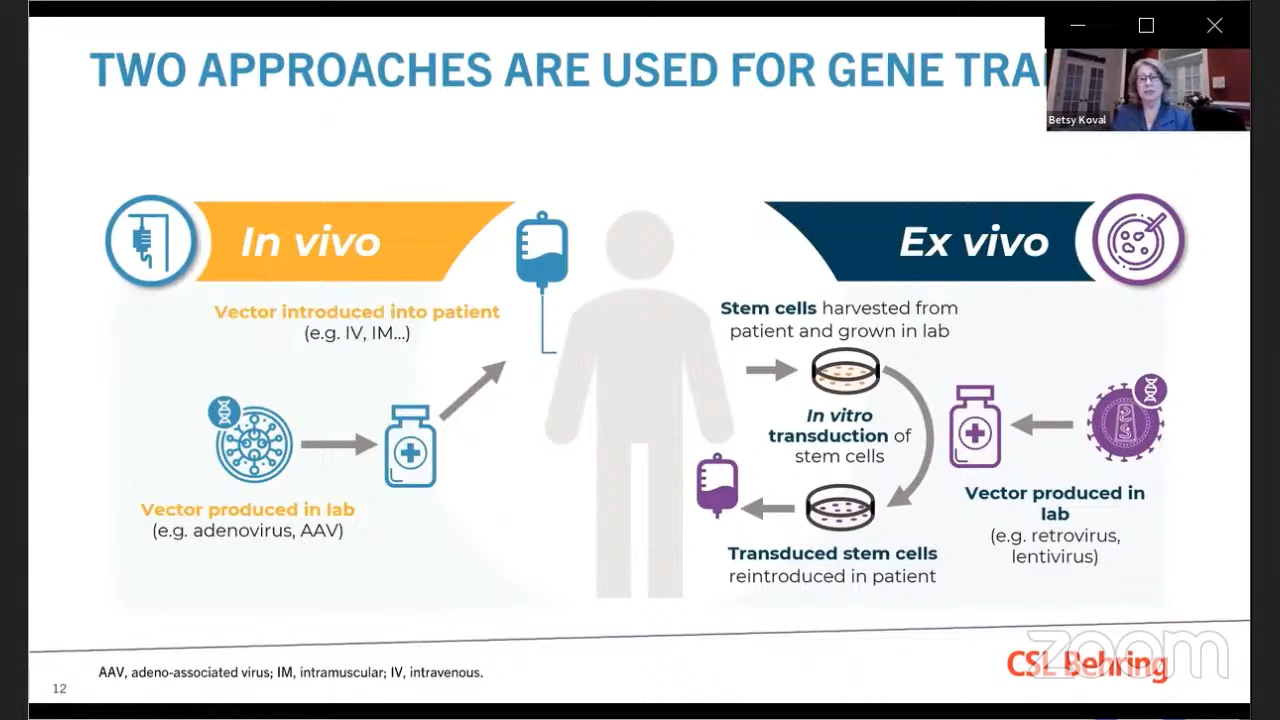 TWO APPROACHES ARE USED FOR GENE
Betsy Koval
In vivo
Vector introduced into patient
(e.g. IV, IM...)
Vector produced in lab
(e.g. adenovirus, AAV)
Ex vivo
Stem cells harvested from
patient and grown in lab
In vitro
transduction of
stem cells
Vector produced in
lab
(e.g. retrovirus,
lentivirus)
Transduced stem cells
reintroduced in patient
AAV, adeno-associated virus; IM, intramuscular; IV, intravenous.
12
CSL Behring
zoom